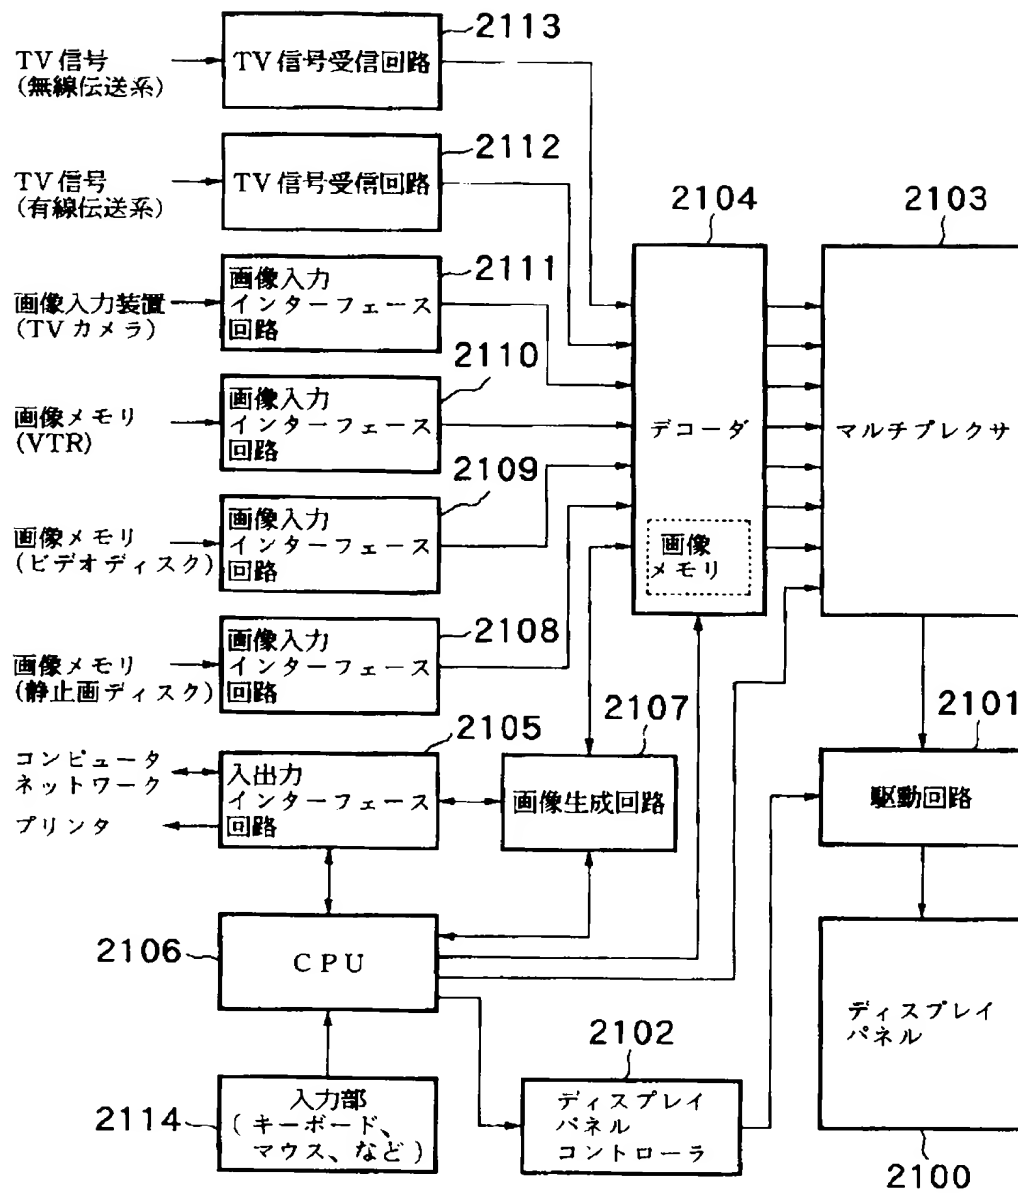 2113
TV 信号
(無線伝送系)
TV 信号受信回路
2112
TV 信号
(有線伝送系)
TV 信号受信回路
2104
2103
2111
画像入力装置
(TV カメラ)
画像入力
インターフェース
回路
2110
画像メモリ
(VTR)
画像入力
インターフェース
回路
デコーダ
マルチプレクサ
2109
画像メモリ
(ビデオディスク)
画像入力
インターフェース
回路
画像
メモリ
2108
画像メモリ
(静止画ディスク)
画像入力
インターフェース
回路
2107
2101
2105
コンピュータ
ネットワーク
プリンタ
入出力
インターフェース
回路
画像生成回路
駆動回路
2106
CPU
ディスプレイ
パネル
2102
2114
入力部
(キーボード、
マウス、など)
ディスプレイ
パネル
コントローラ
2100